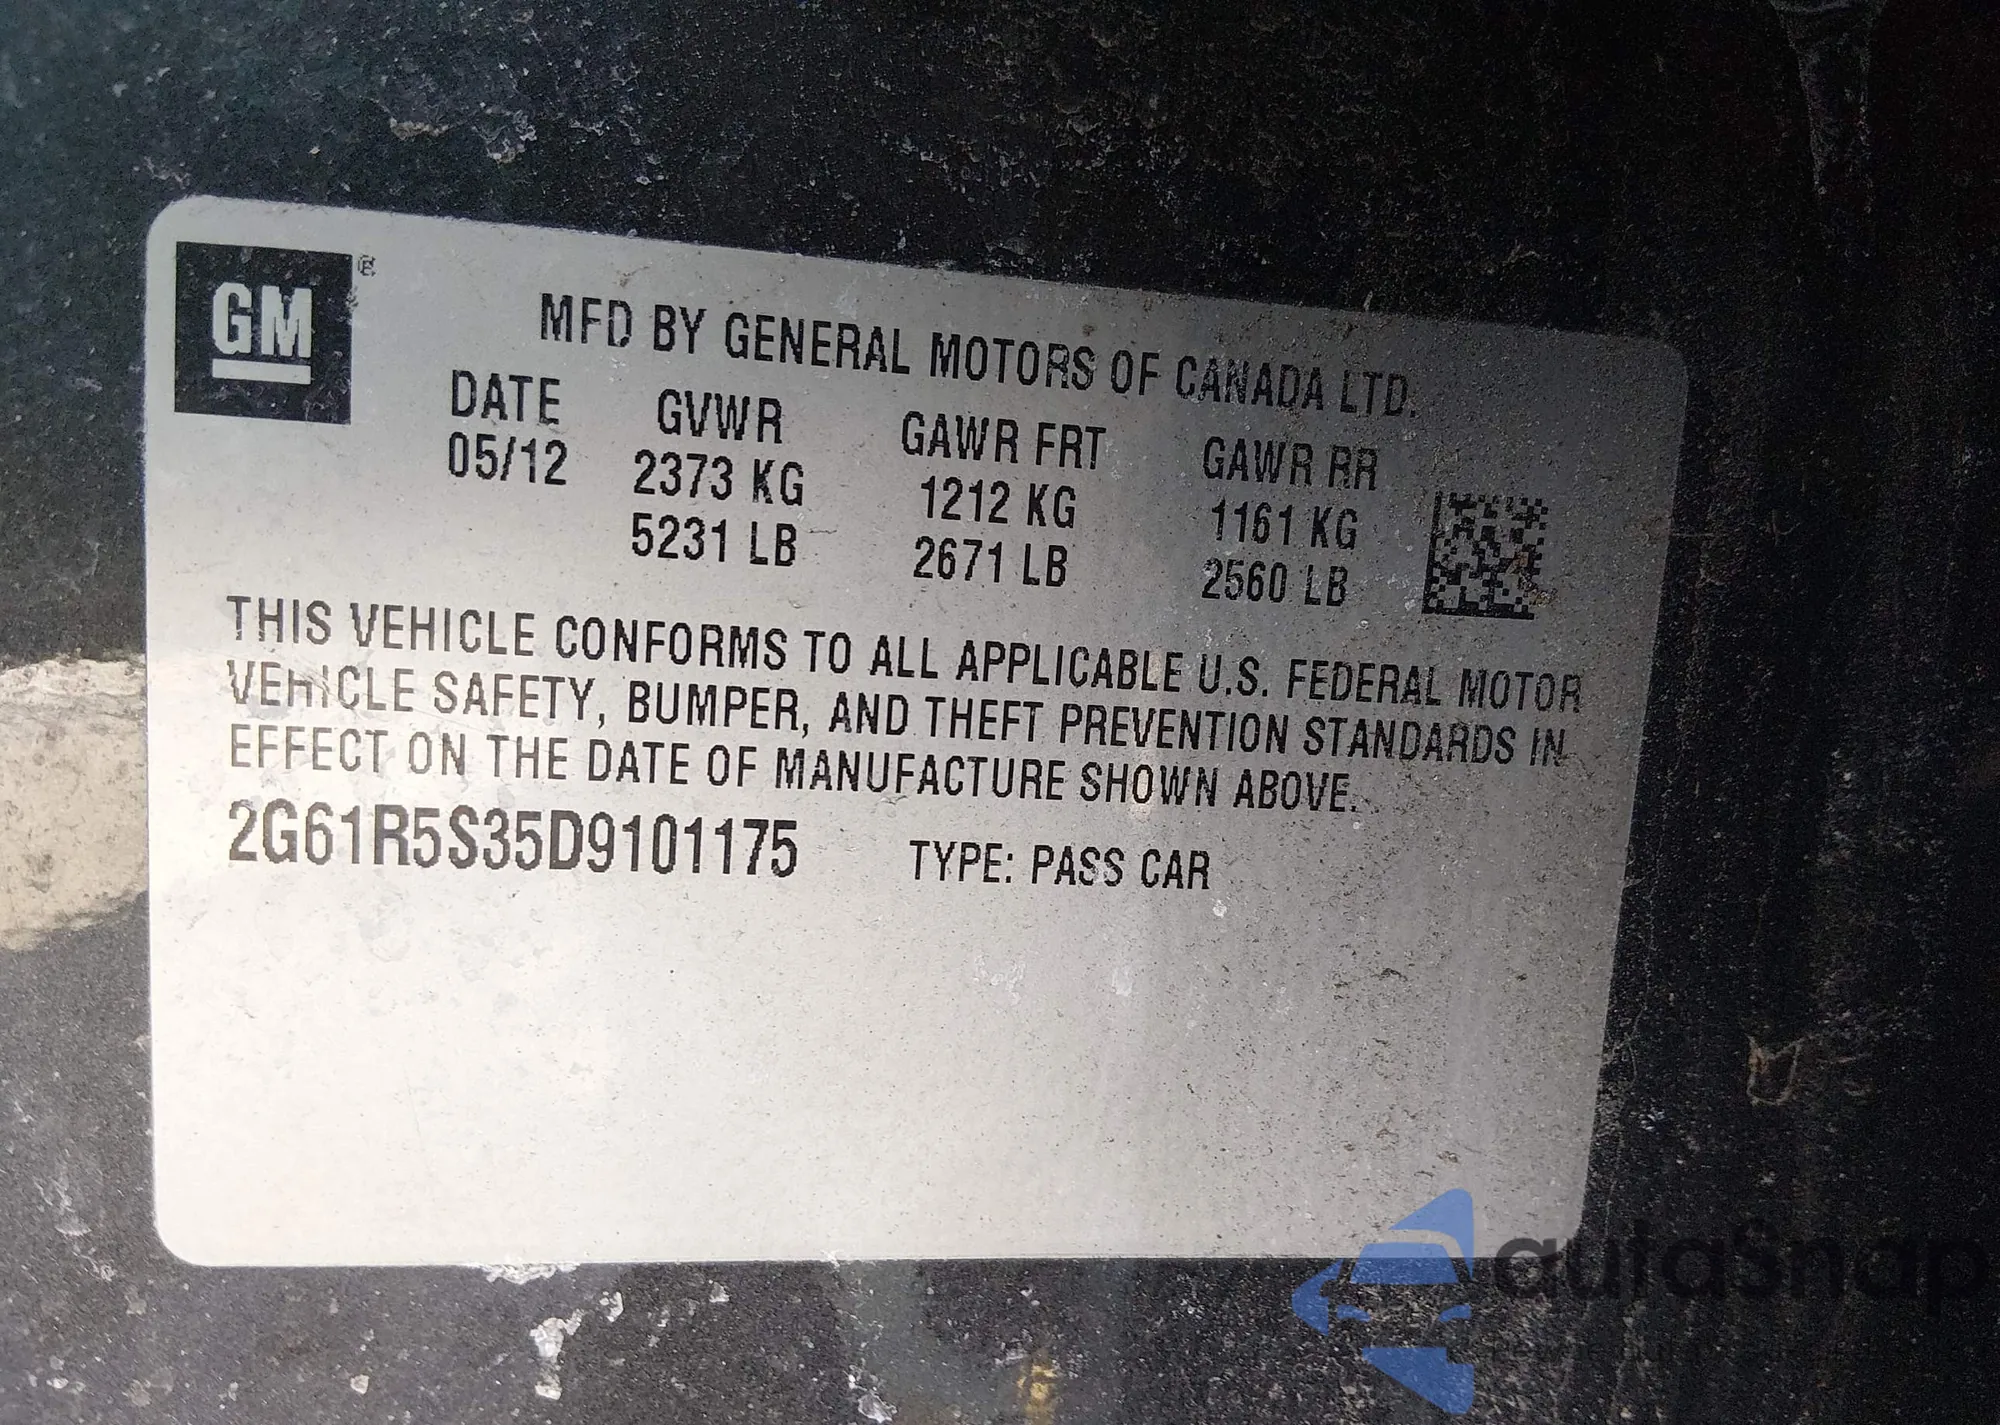 GM
MFD BY GENERAL MOTORS OF CANADA LTD.
DATE GVWR GAWR FRT GAWR RR
05/12 2373 KG 1212 KG 1161 KG
5231 LB 2671 LB 2560 LB
THIS VEHICLE CONFORMS TO ALL APPLICABLE U.S. FEDERAL MOTOR
VEHICLE SAFETY, BUMPER, AND THEFT PREVENTION STANDARDS IN
EFFECT ON THE DATE OF MANUFACTURE SHOWN ABOVE.
2G61R5S35D9101175 TYPE: PASS CAR
autaSnap